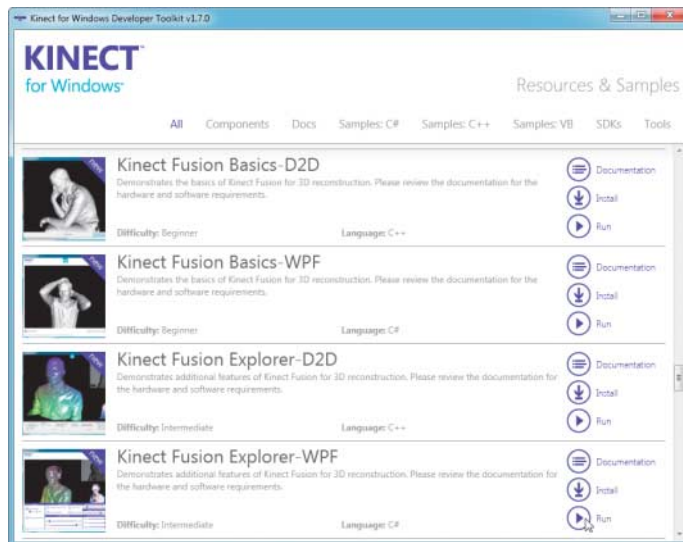 Kinect for Windows Developer Toolkit v1.7.0
KINECT™
for Windows®
Resources & Samples
All Components Docs Samples: C# Samples: C++ Samples: VB SDKs Tools
new
Kinect Fusion Basics-D2D
Demonstrates the basics of Kinect Fusion for 3D reconstruction. Please review the documentation for the
hardware and software requirements.
Difficulty: Beginner Language: C++
Documentation
Install
Run
new
Kinect Fusion Basics-WPF
Demonstrates the basics of Kinect Fusion for 3D reconstruction. Please review the documentation for the
hardware and software requirements.
Difficulty: Beginner Language: C#
Documentation
Install
Run
new
Kinect Fusion Explorer-D2D
Demonstrates additional features of Kinect Fusion for 3D reconstruction. Please review the documentation for
the hardware and software requirements.
Difficulty: Intermediate Language: C++
Documentation
Install
Run
new
Kinect Fusion Explorer-WPF
Demonstrates additional features of Kinect Fusion for 3D reconstruction. Please review the documentation for
the hardware and software requirements.
Difficulty: Intermediate Language: C#
Documentation
Install
Run